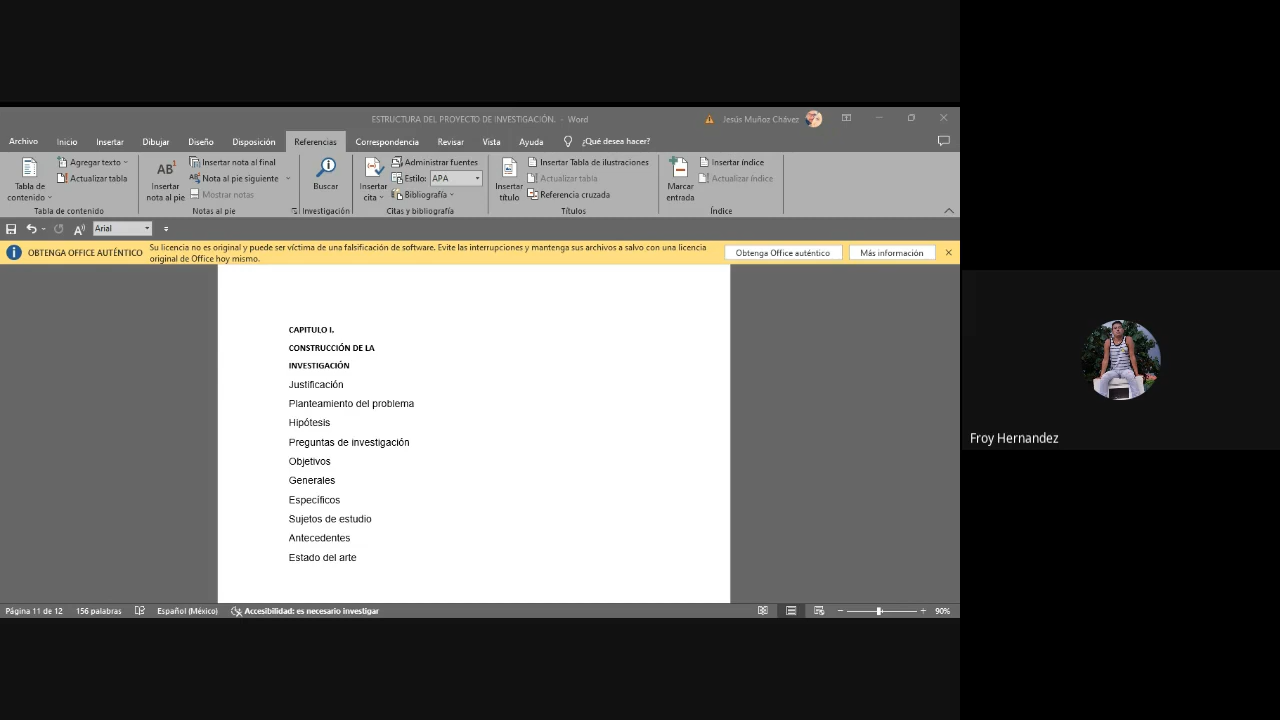 ESTRUCTURA DEL PROYECTO DE INVESTIGACIÓN. - Word
Jesús Muñoz Chávez
Archivo Inicio Insertar Dibujar Diseño Disposición Referencias Correspondencia Revisar Vista Ayuda ¿Qué desea hacer?
Tabla de contenido
Agregar texto
Actualizar tabla
Tabla de contenido
AB1
Insertar nota al pie
Insertar nota al final
Nota al pie siguiente
Mostrar notas
Notas al pie
Buscar
Investigación
Insertar cita
Administrar fuentes
Estilo: APA
Bibliografía
Citas y bibliografía
Insertar título
Insertar Tabla de ilustraciones
Actualizar tabla
Referencia cruzada
Títulos
Marcar entrada
Insertar índice
Actualizar índice
Índice
Arial
OBTENGA OFFICE AUTÉNTICO
Su licencia no es original y puede ser víctima de una falsificación de software. Evite las interrupciones y mantenga sus archivos a salvo con una licencia
original de Office hoy mismo.
Obtenga Office auténtico
Más información
CAPITULO I.
CONSTRUCCIÓN DE LA
INVESTIGACIÓN
Justificación
Planteamiento del problema
Hipótesis
Preguntas de investigación
Objetivos
Generales
Específicos
Sujetos de estudio
Antecedentes
Estado del arte
Froy Hernandez
Página 11 de 12 156 palabras Español (México) Accesibilidad: es necesario investigar 90%